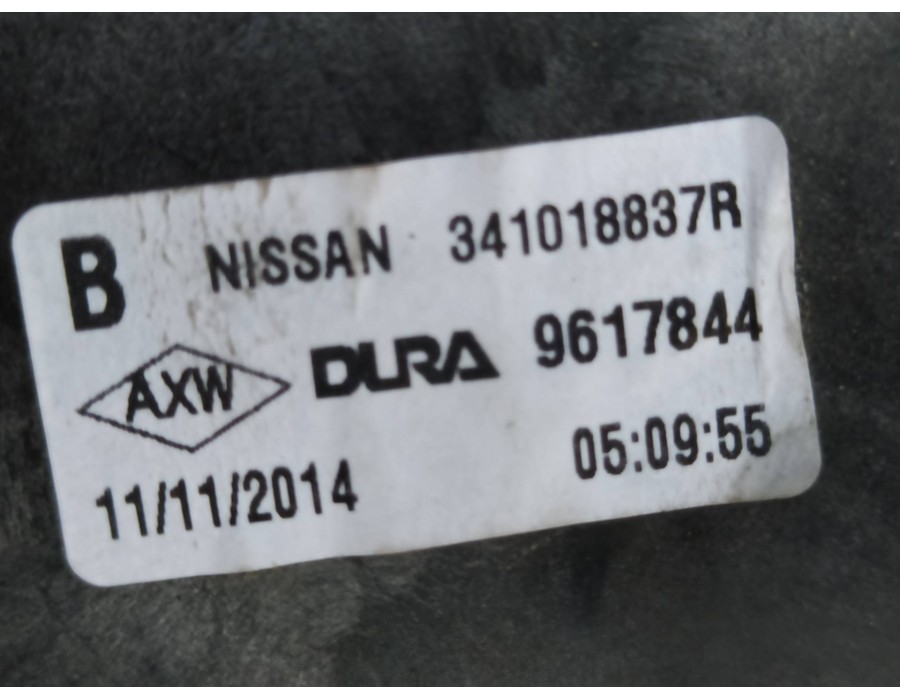 B NISSAN 341018837R
AXW DURA 9617844
11/11/2014 05:09:55